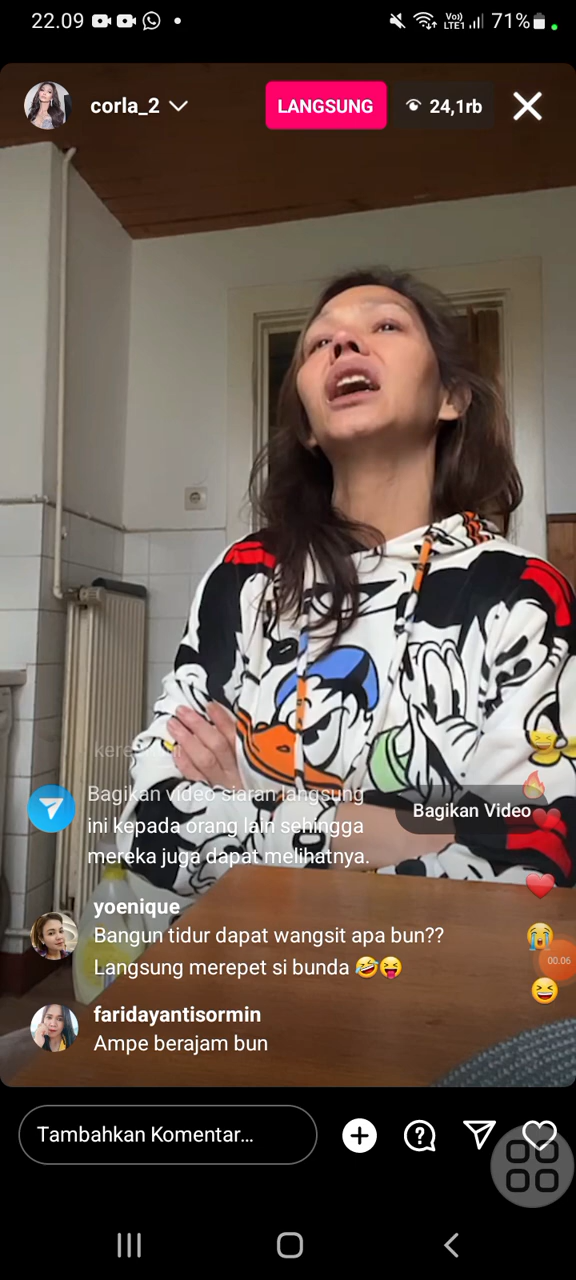 22.09
Vo))
LTE1
71%
corla_2
LANGSUNG
24,1rb
Bagikan video siaran langsung
ini kepada orang lain sehingga
mereka juga dapat melihatnya.
Bagikan Video
yoenique
Bangun tidur dapat wangsit apa bun??
Langsung merepet si bunda 🤣😝
00.06
faridayantisormin
Ampe berajam bun
Tambahkan Komentar...